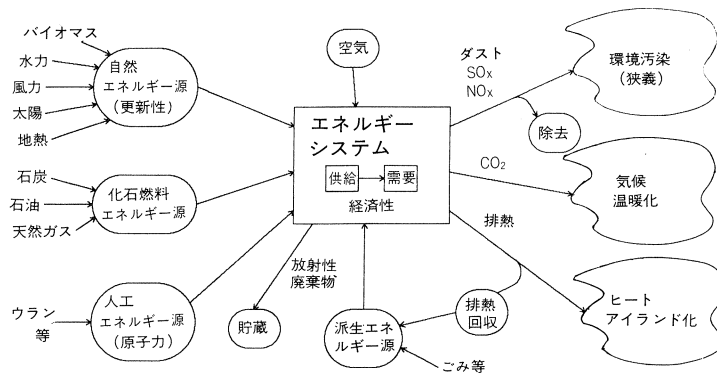 バイオマス
水力
風力
太陽
地熱
自然
エネルギー源
(更新性)
石炭
石油
天然ガス
化石燃料
エネルギー源
ウラン
等
人工
エネルギー源
(原子力)
空気
エネルギー
システム
供給
需要
経済性
放射性
廃棄物
貯蔵
派生エネ
ルギー源
ごみ等
排熱
回収
ダスト
SOx
NOx
除去
CO₂
排熱
環境汚染
(狭義)
気候
温暖化
ヒート
アイランド化